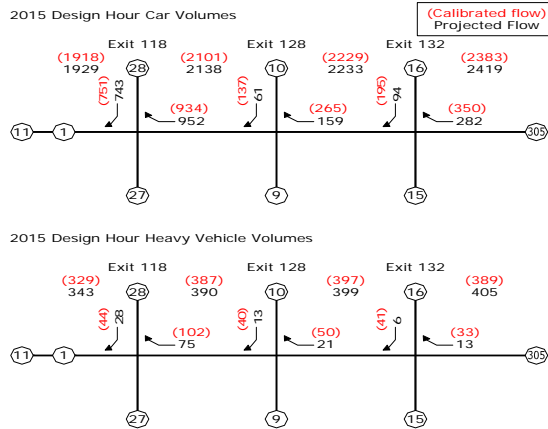 2015 Design Hour Car Volumes
(Calibrated flow)
Projected Flow
Exit 118 Exit 128 Exit 132
(1918) (2101) (2229) (2383)
1929 28 2138 10 2233 16 2419
(751) 743 (137) 61 (195) 94
(934) (265) (350)
952 159 282
11 1 305
27 9 15
2015 Design Hour Heavy Vehicle Volumes
Exit 118 Exit 128 Exit 132
(329) (387) (397) (389)
343 28 390 10 399 16 405
(44) 28 (40) 13 (41) 6
(102) (50) (33)
75 21 13
11 1 305
27 9 15